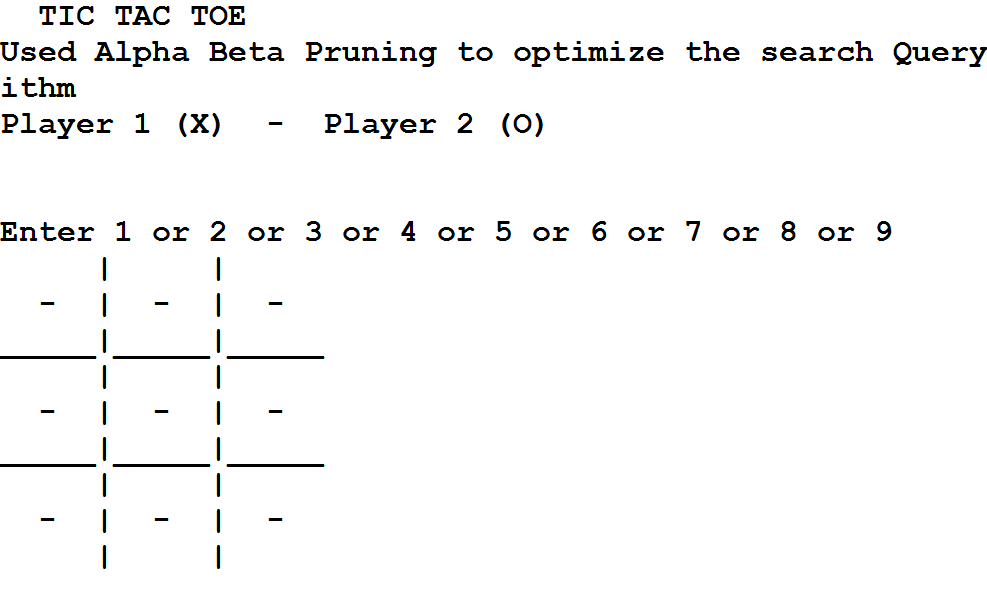 TIC TAC TOE
Used Alpha Beta Pruning to optimize the search Query
ithm
Player 1 (X)  -  Player 2 (O)
Enter 1 or 2 or 3 or 4 or 5 or 6 or 7 or 8 or 9
     |     |
  -  |  -  |  -
_____|_____|_____
     |     |
  -  |  -  |  -
_____|_____|_____
     |     |
  -  |  -  |  -
     |     |